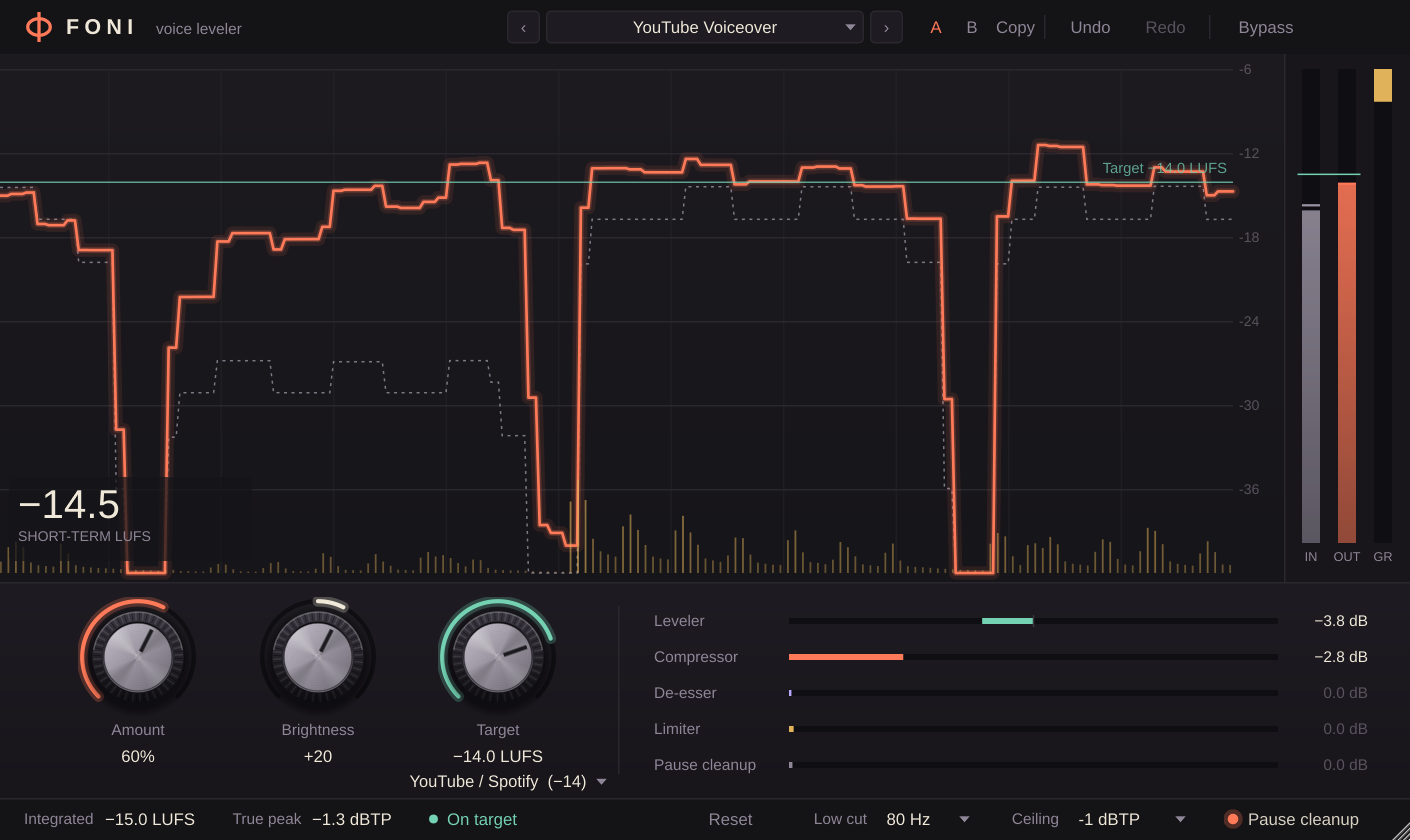 FONI voice leveler ‹ YouTube Voiceover › A B Copy Undo Redo Bypass
-6
-12
Target -14.0 LUFS
-18
-24
-30
-36
−14.5
SHORT-TERM LUFS
IN OUT GR
Leveler −3.8 dB
Compressor −2.8 dB
De-esser 0.0 dB
Limiter 0.0 dB
Pause cleanup 0.0 dB
Amount Brightness Target
60% +20 −14.0 LUFS
YouTube / Spotify (−14)
Integrated −15.0 LUFS True peak −1.3 dBTP On target Reset Low cut 80 Hz Ceiling -1 dBTP Pause cleanup